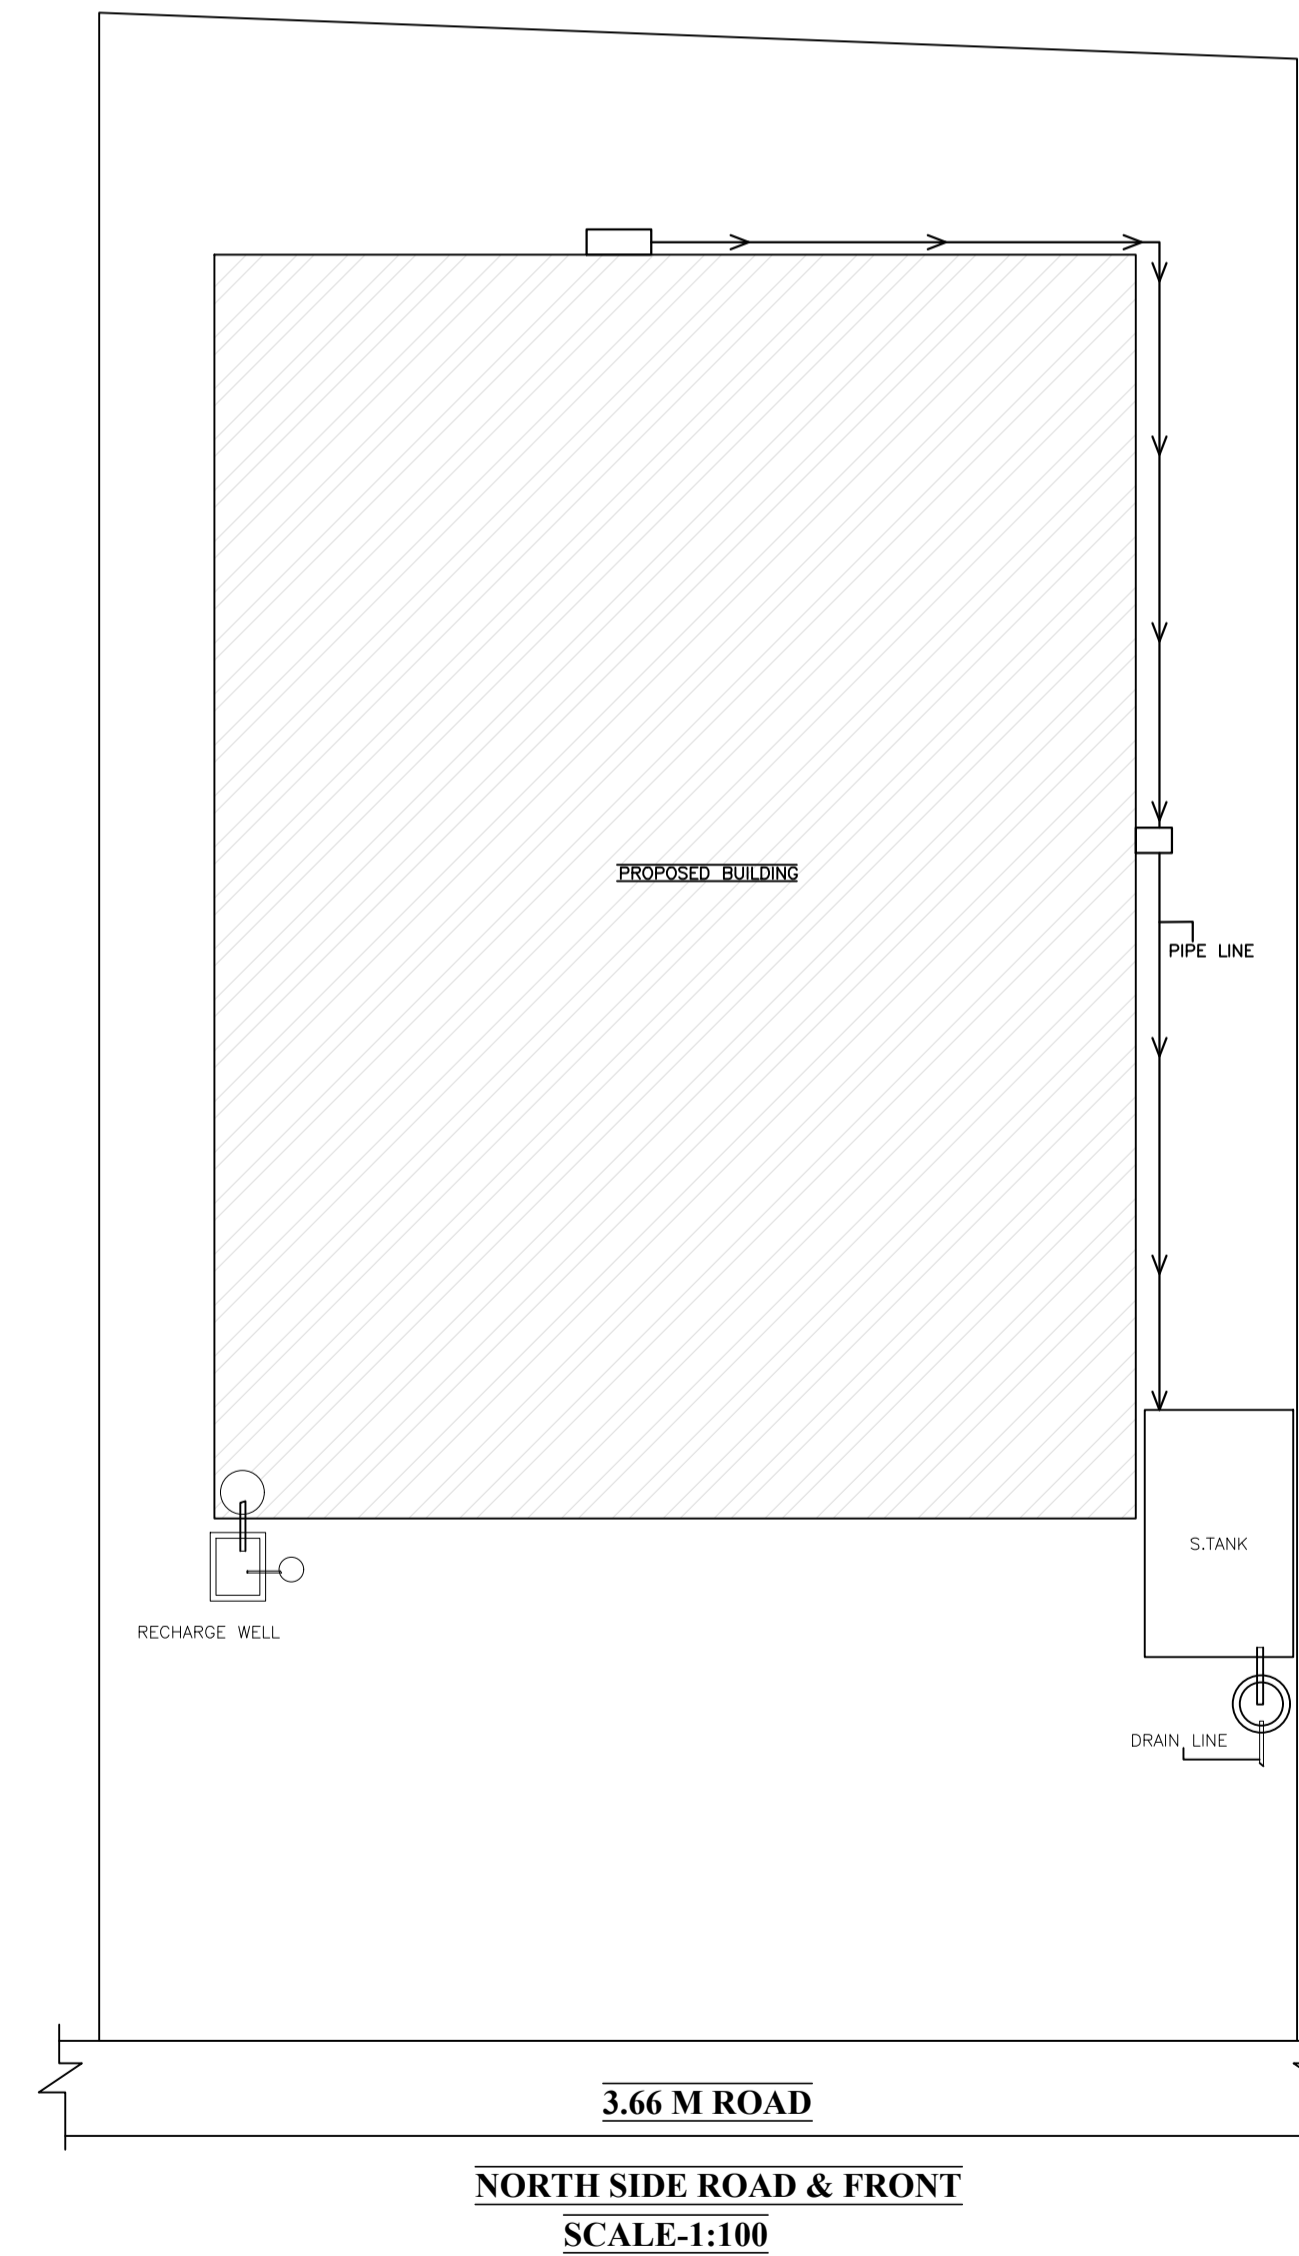 PROPOSED BUILDING
PIPE LINE
S.TANK
RECHARGE WELL
DRAIN LINE
3.66 M ROAD
NORTH SIDE ROAD & FRONT
SCALE-1:100